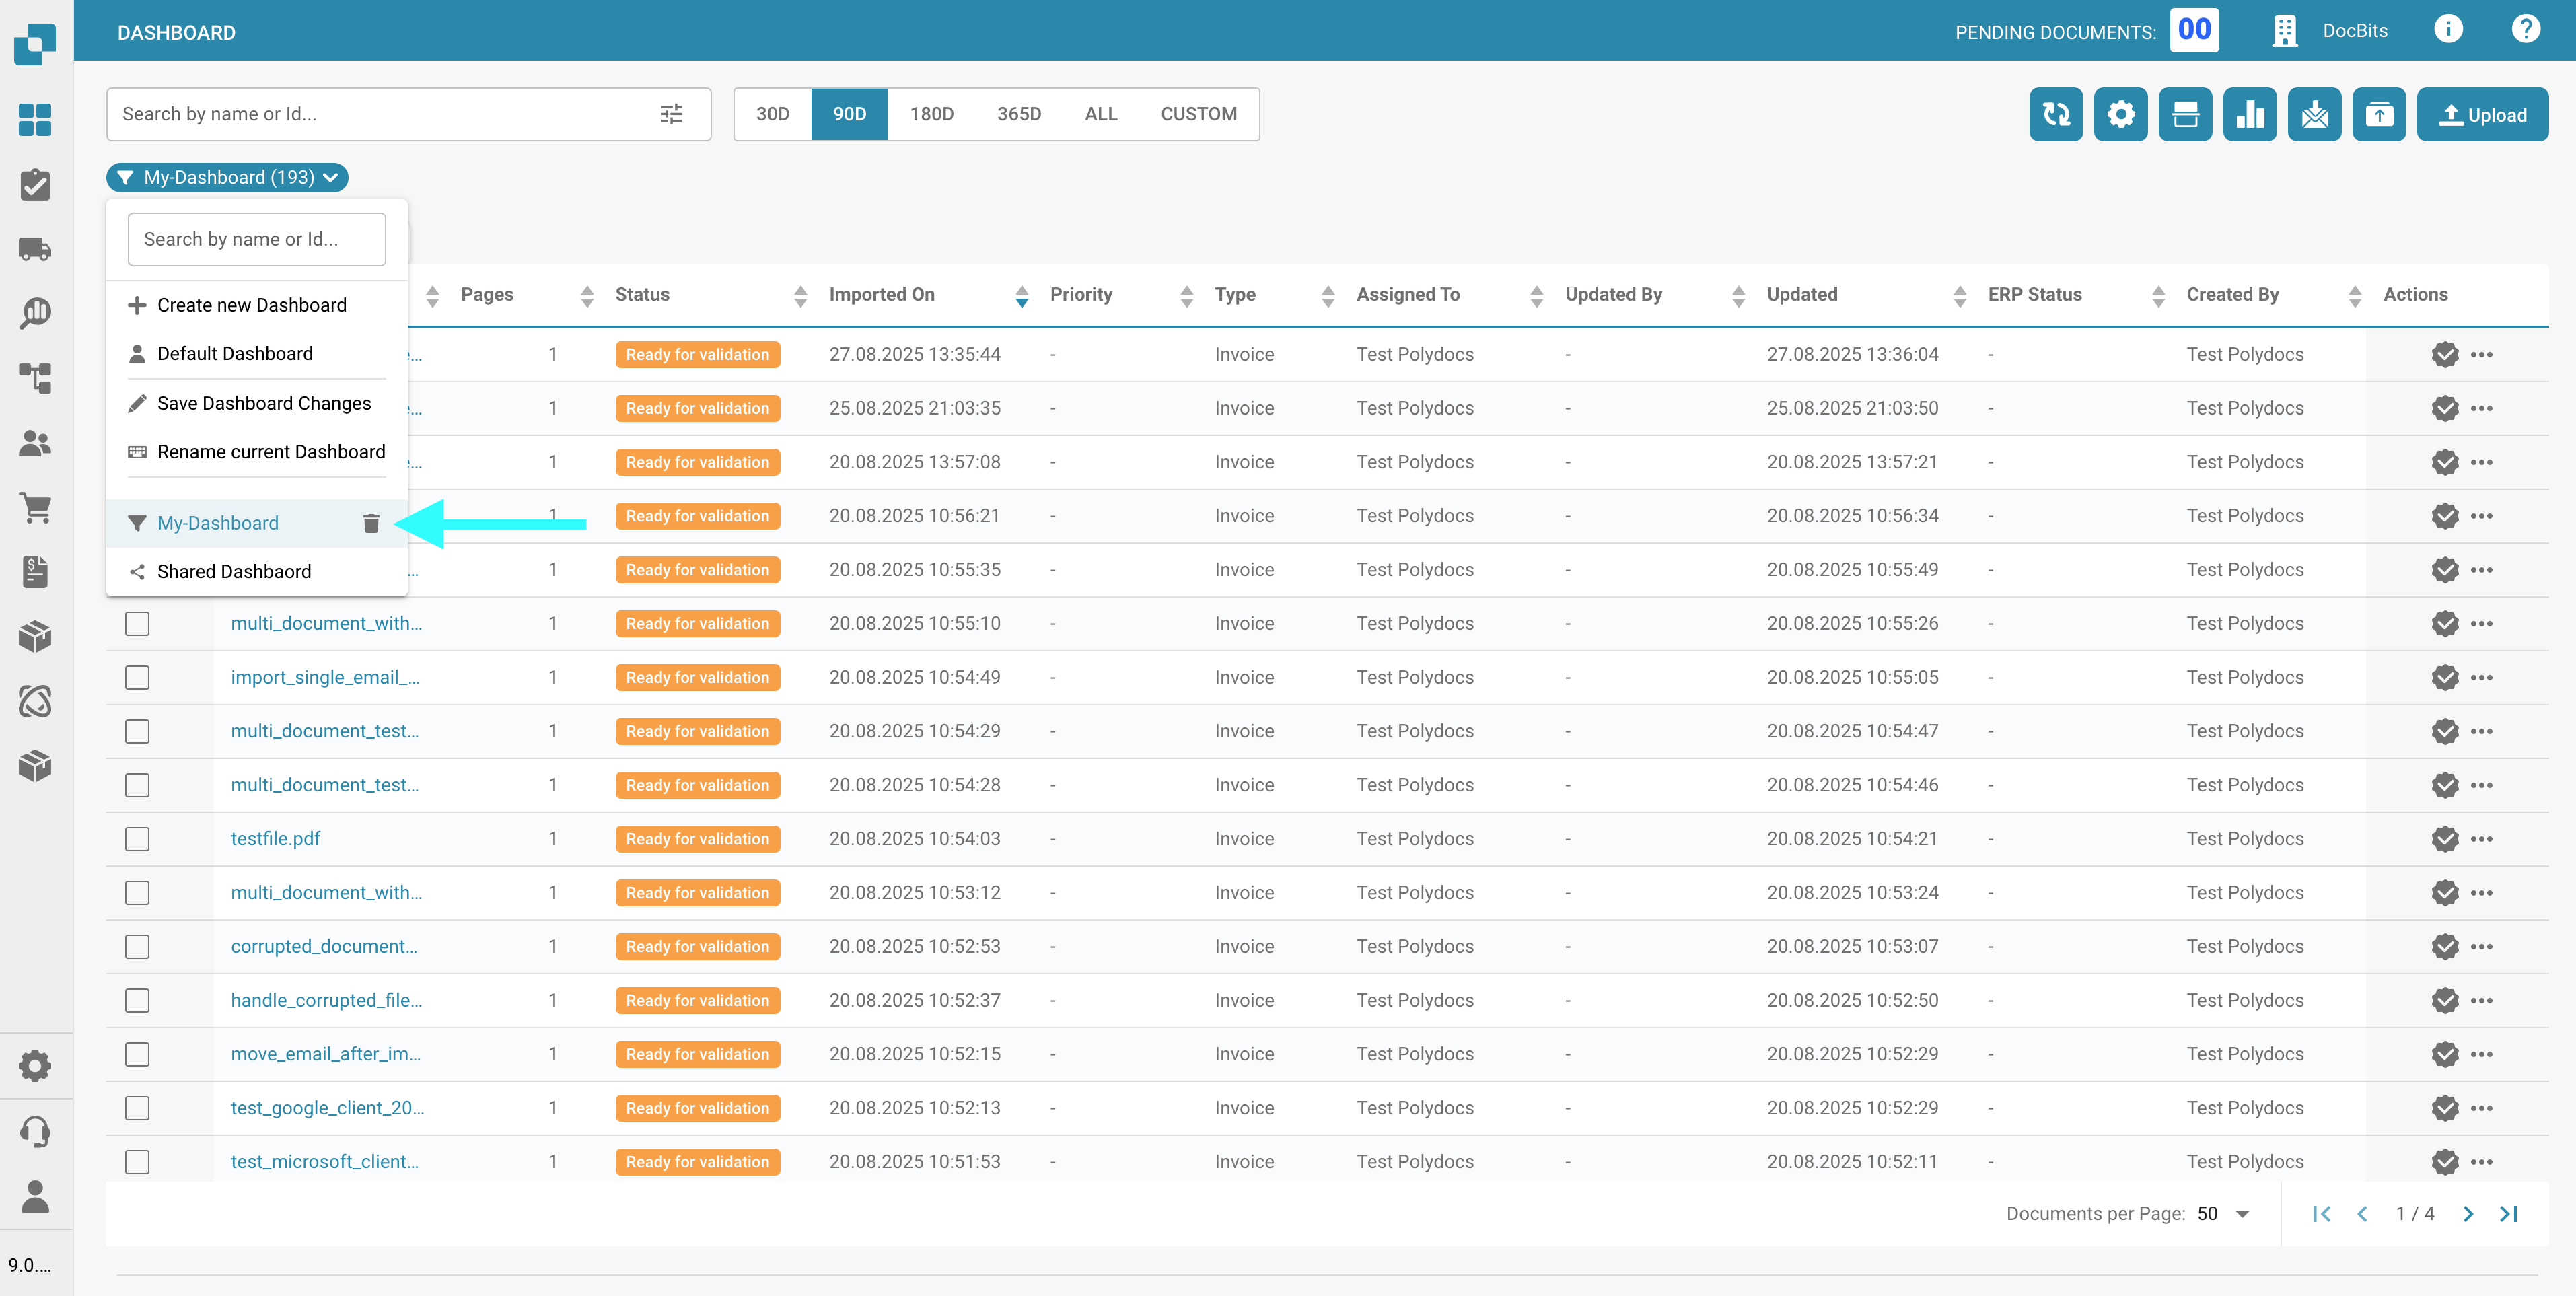 DASHBOARD
PENDING DOCUMENTS: 00 DocBits
Search by name or Id...
30D 90D 180D 365D ALL CUSTOM
Upload
My-Dashboard (193)
Search by name or Id...
Create new Dashboard
Default Dashboard
Save Dashboard Changes
Rename current Dashboard
My-Dashboard
Shared Dashbaord
Pages Status Imported On Priority Type Assigned To Updated By Updated ERP Status Created By Actions
e... 1 Ready for validation 27.08.2025 13:35:44 - Invoice Test Polydocs - 27.08.2025 13:36:04 - Test Polydocs
e... 1 Ready for validation 25.08.2025 21:03:35 - Invoice Test Polydocs - 25.08.2025 21:03:50 - Test Polydocs
e... 1 Ready for validation 20.08.2025 13:57:08 - Invoice Test Polydocs - 20.08.2025 13:57:21 - Test Polydocs
1 Ready for validation 20.08.2025 10:56:21 - Invoice Test Polydocs - 20.08.2025 10:56:34 - Test Polydocs
... 1 Ready for validation 20.08.2025 10:55:35 - Invoice Test Polydocs - 20.08.2025 10:55:49 - Test Polydocs
multi_document_with... 1 Ready for validation 20.08.2025 10:55:10 - Invoice Test Polydocs - 20.08.2025 10:55:26 - Test Polydocs
import_single_email_... 1 Ready for validation 20.08.2025 10:54:49 - Invoice Test Polydocs - 20.08.2025 10:55:05 - Test Polydocs
multi_document_test... 1 Ready for validation 20.08.2025 10:54:29 - Invoice Test Polydocs - 20.08.2025 10:54:47 - Test Polydocs
multi_document_test... 1 Ready for validation 20.08.2025 10:54:28 - Invoice Test Polydocs - 20.08.2025 10:54:46 - Test Polydocs
testfile.pdf 1 Ready for validation 20.08.2025 10:54:03 - Invoice Test Polydocs - 20.08.2025 10:54:21 - Test Polydocs
multi_document_with... 1 Ready for validation 20.08.2025 10:53:12 - Invoice Test Polydocs - 20.08.2025 10:53:24 - Test Polydocs
corrupted_document... 1 Ready for validation 20.08.2025 10:52:53 - Invoice Test Polydocs - 20.08.2025 10:53:07 - Test Polydocs
handle_corrupted_file... 1 Ready for validation 20.08.2025 10:52:37 - Invoice Test Polydocs - 20.08.2025 10:52:50 - Test Polydocs
move_email_after_im... 1 Ready for validation 20.08.2025 10:52:15 - Invoice Test Polydocs - 20.08.2025 10:52:29 - Test Polydocs
test_google_client_20... 1 Ready for validation 20.08.2025 10:52:13 - Invoice Test Polydocs - 20.08.2025 10:52:29 - Test Polydocs
test_microsoft_client... 1 Ready for validation 20.08.2025 10:51:53 - Invoice Test Polydocs - 20.08.2025 10:52:11 - Test Polydocs
Documents per Page: 50 1 / 4
9.0....